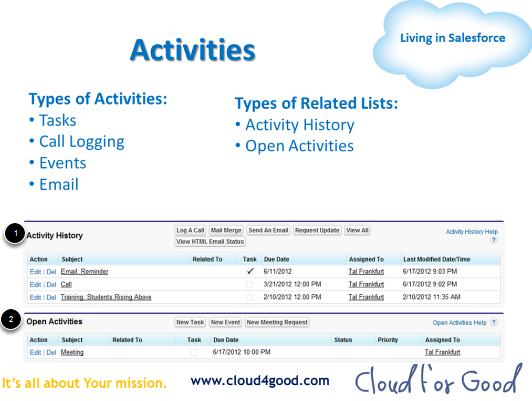 Living in Salesforce
Activities
Types of Activities:
• Tasks
• Call Logging
• Events
• Email
Types of Related Lists:
• Activity History
• Open Activities
1
Activity History
Log A Call Mail Merge Send An Email Request Update View All
View HTML Email Status
Activity History Help ?
Action Subject Related To Task Due Date Assigned To Last Modified Date/Time
Edit | Del Email: Reminder ✓ 6/11/2012 Tal Frankfurt 6/17/2012 9:03 PM
Edit | Del Call 3/21/2012 12:00 PM Tal Frankfurt 6/17/2012 9:02 PM
Edit | Del Training: Students Rising Above 2/10/2012 12:00 PM Tal Frankfurt 2/10/2012 11:35 AM
2
Open Activities
New Task New Event New Meeting Request
Open Activities Help ?
Action Subject Related To Task Due Date Status Priority Assigned To
Edit | Del Meeting 6/17/2012 10:00 PM Tal Frankfurt
It's all about Your mission.
www.cloud4good.com
Cloud For Good